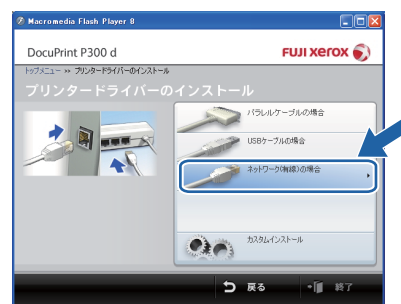 Macromedia Flash Player 8
DocuPrint P300 d
FUJI XEROX
トップメニュー >> プリンタードライバーのインストール
プリンタードライバーのインストール
パラレルケーブルの場合
USBケーブルの場合
ネットワーク(有線)の場合
カスタムインストール
戻る
終了